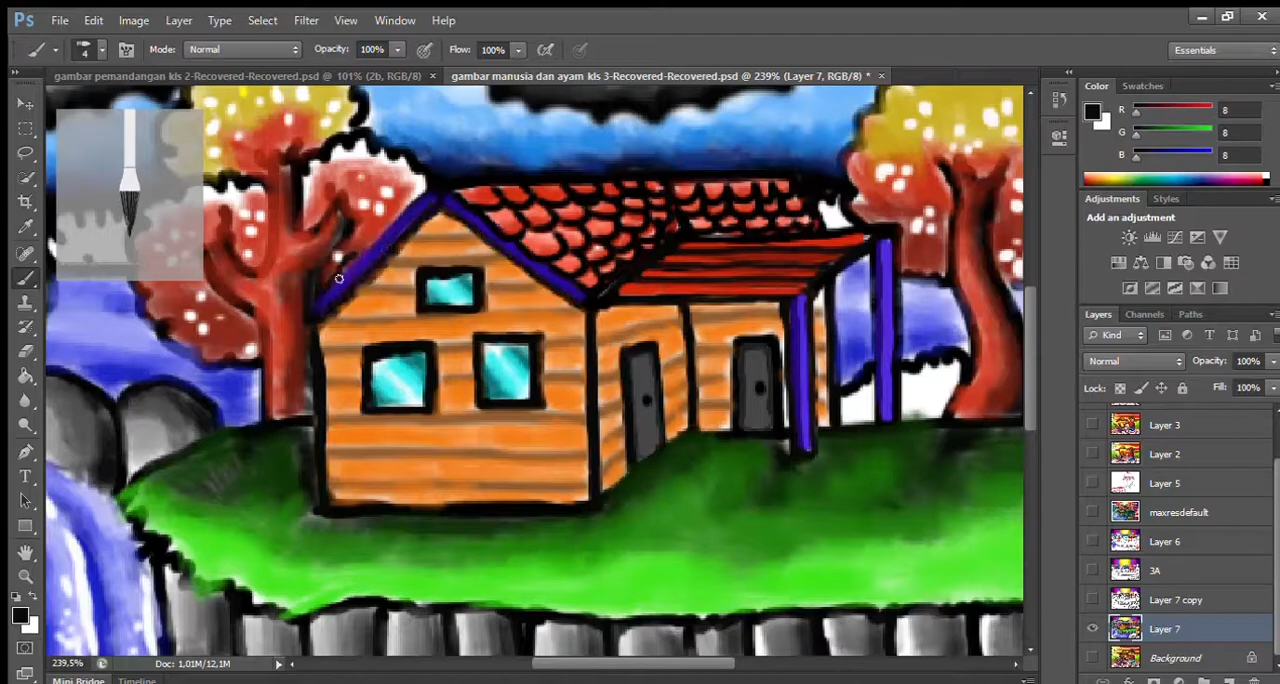 Ps File Edit Image Layer Type Select Filter View Window Help
4 Mode: Normal Opacity: 100% Flow: 100% Essentials
gambar pemandangan kls 2-Recovered-Recovered.psd @ 101% (2b, RGB/8) × gambar manusia dan ayam kls 3-Recovered-Recovered.psd @ 239% (Layer 7, RGB/8) * ×
Color Swatches
R 8
G 8
B 8
Adjustments Styles
Add an adjustment
Layers Channels Paths
Kind
Normal Opacity: 100%
Lock: Fill: 100%
Layer 3
Layer 2
Layer 5
maxresdefault
Layer 6
3A
Layer 7 copy
Layer 7
Background
239,5% Doc: 1,01M/12,1M
Mini Bridge Timeline